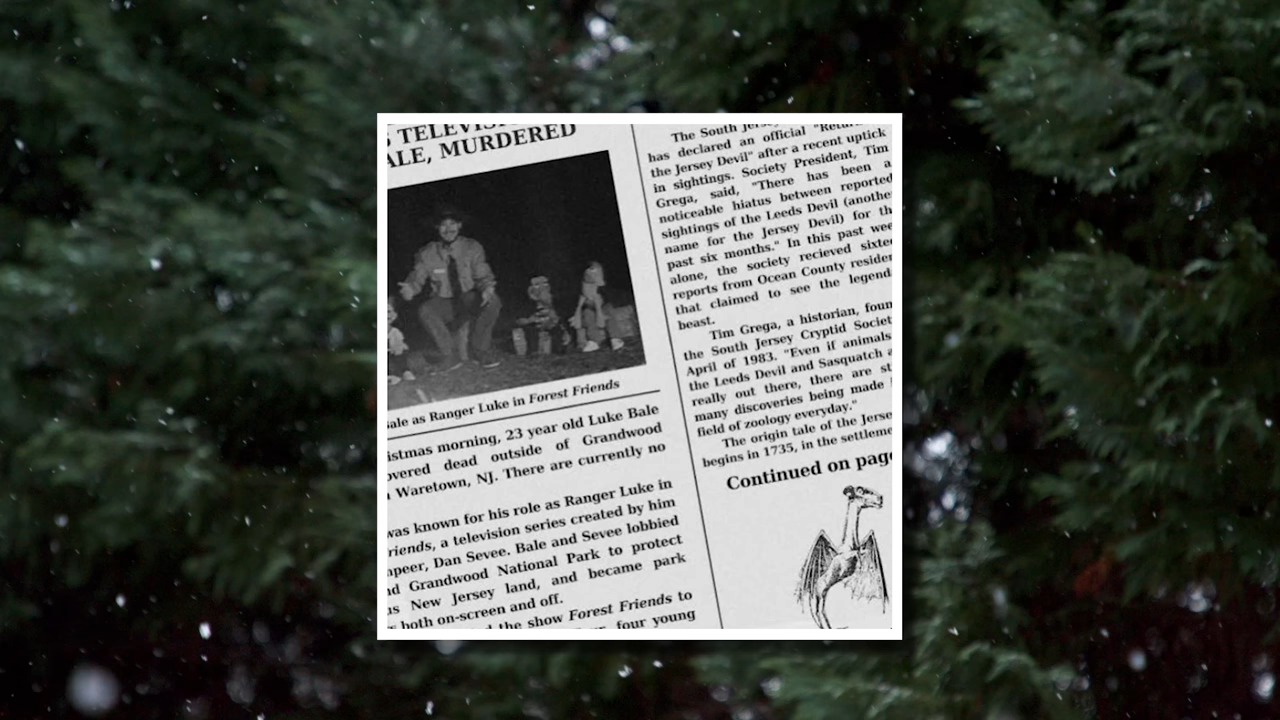 TELEVIS
ALE, MURDERED
ale as Ranger Luke in Forest Friends
istmas morning, 23 year old Luke Bale
overed dead outside of Grandwood
Waretown, NJ. There are currently no
was known for his role as Ranger Luke in
riends, a television series created by him
peer, Dan Sevee. Bale and Sevee lobbied
nd Grandwood National Park to protect
s New Jersey land, and became park
both on-screen and off.
the show Forest Friends to
four young
The South Jersey
has declared an official "Return
the Jersey Devil" after a recent uptick
in sightings. Society President, Tim
Grega, said, "There has been a
noticeable hiatus between reported
sightings of the Leeds Devil (another
name for the Jersey Devil) for th
past six months." In this past wee
alone, the society recieved sixte
reports from Ocean County residen
that claimed to see the legend
beast.
Tim Grega, a historian, foun
the South Jersey Cryptid Societ
April of 1983. "Even if animals
the Leeds Devil and Sasquatch a
really out there, there are st
many discoveries being made
field of zoology everyday."
The origin tale of the Jerse
begins in 1735, in the settleme
Continued on page